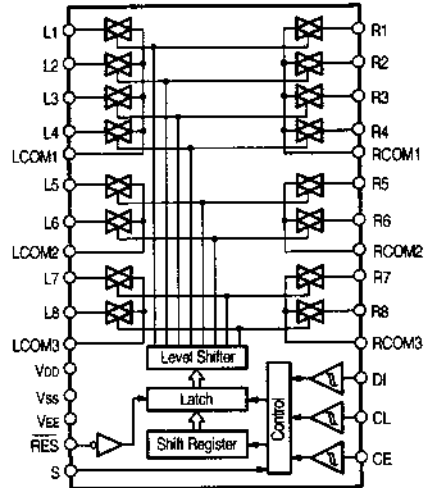 L1
L2
L3
L4
LCOM1
L5
L6
LCOM2
L7
L8
LCOM3
VDD
VSS
VEE
RES
S
Level Shifter
Latch
Shift Register
Control
R1
R2
R3
R4
RCOM1
R5
R6
RCOM2
R7
R8
RCOM3
DI
CL
CE